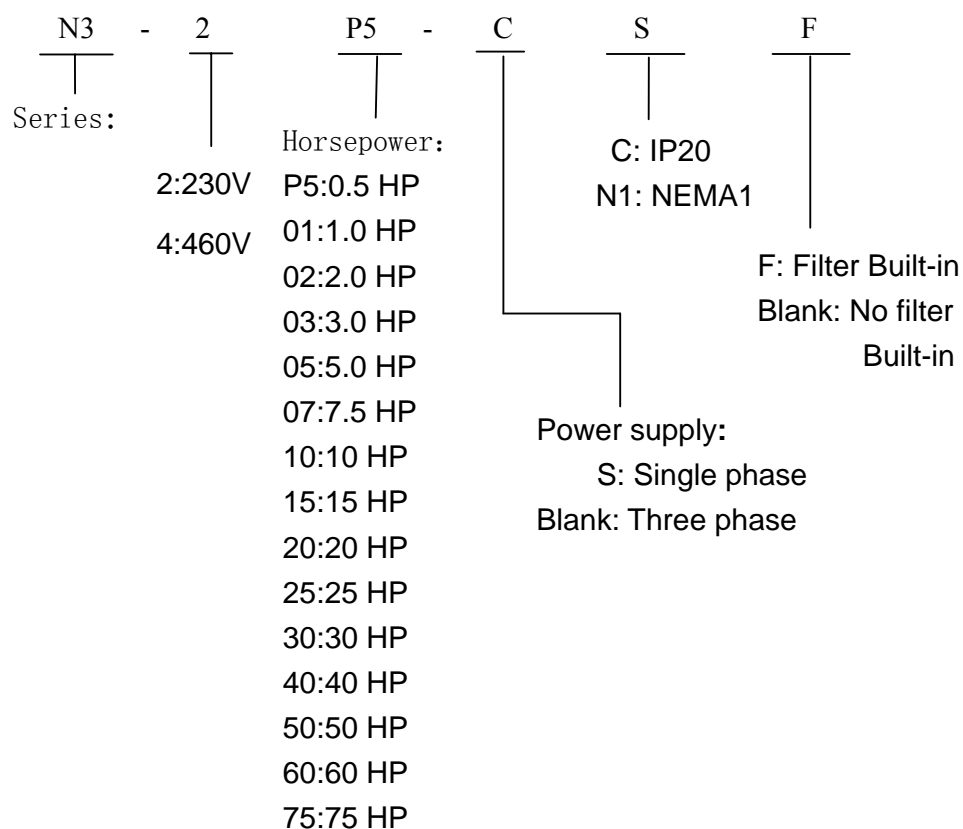 N3 - 2 P5 - C S F
Series:
2:230V
4:460V
Horsepower:
P5:0.5 HP
01:1.0 HP
02:2.0 HP
03:3.0 HP
05:5.0 HP
07:7.5 HP
10:10 HP
15:15 HP
20:20 HP
25:25 HP
30:30 HP
40:40 HP
50:50 HP
60:60 HP
75:75 HP
Power supply:
S: Single phase
Blank: Three phase
C: IP20
N1: NEMA1
F: Filter Built-in
Blank: No filter
Built-in